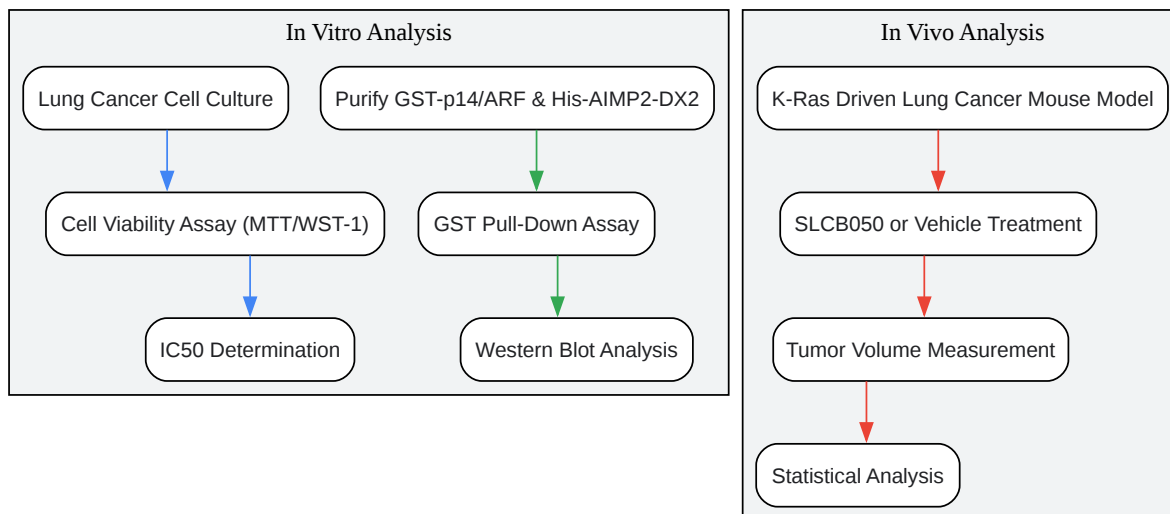 In Vitro Analysis
Lung Cancer Cell Culture
Purify GST-p14/ARF & His-AIMP2-DX2
Cell Viability Assay (MTT/WST-1)
GST Pull-Down Assay
IC50 Determination
Western Blot Analysis
In Vivo Analysis
K-Ras Driven Lung Cancer Mouse Model
SLCB050 or Vehicle Treatment
Tumor Volume Measurement
Statistical Analysis